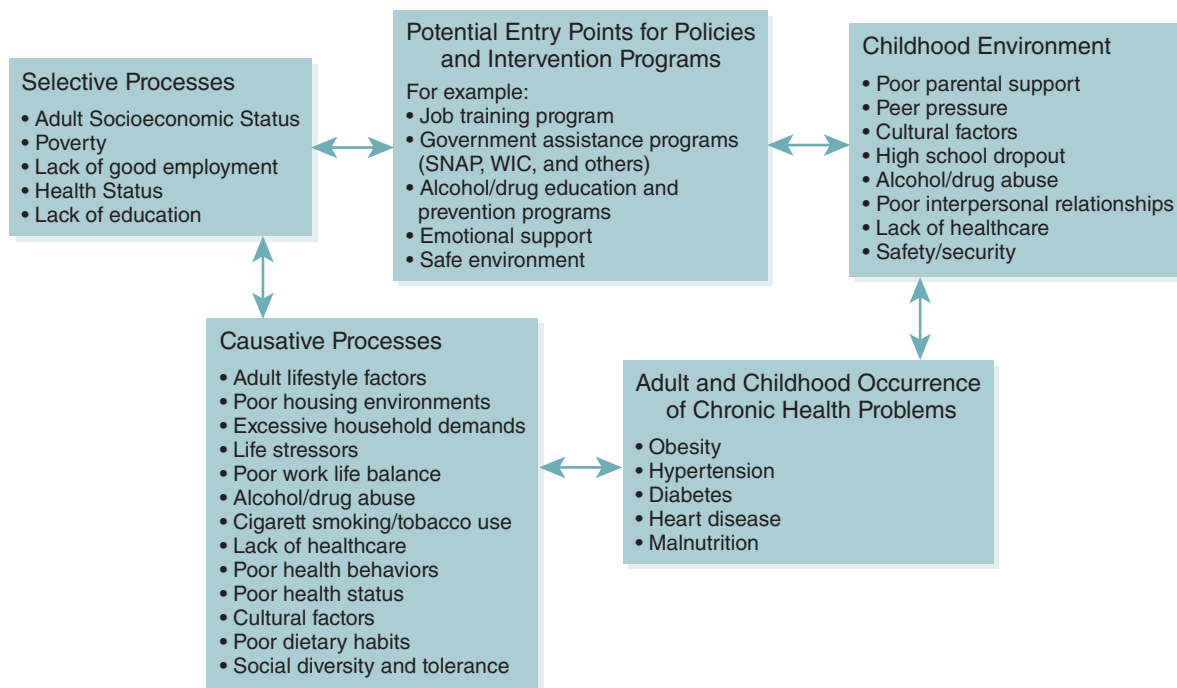 Selective Processes
• Adult Socioeconomic Status
• Poverty
• Lack of good employment
• Health Status
• Lack of education
Potential Entry Points for Policies
and Intervention Programs
For example:
• Job training program
• Government assistance programs
(SNAP, WIC, and others)
• Alcohol/drug education and
prevention programs
• Emotional support
• Safe environment
Childhood Environment
• Poor parental support
• Peer pressure
• Cultural factors
• High school dropout
• Alcohol/drug abuse
• Poor interpersonal relationships
• Lack of healthcare
• Safety/security
Causative Processes
• Adult lifestyle factors
• Poor housing environments
• Excessive household demands
• Life stressors
• Poor work life balance
• Alcohol/drug abuse
• Cigarett smoking/tobacco use
• Lack of healthcare
• Poor health behaviors
• Poor health status
• Cultural factors
• Poor dietary habits
• Social diversity and tolerance
Adult and Childhood Occurrence
of Chronic Health Problems
• Obesity
• Hypertension
• Diabetes
• Heart disease
• Malnutrition